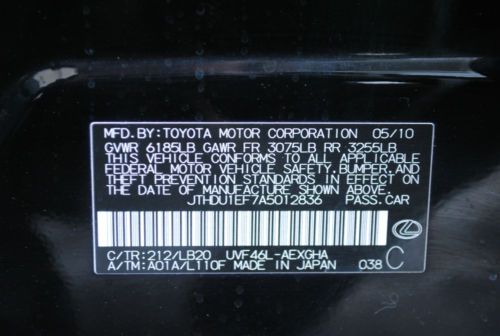 MFD.BY:TOYOTA MOTOR CORPORATION 05/10
GVWR 6185LB GAWR FR 3075LB RR 3255LB
THIS VEHICLE CONFORMS TO ALL APPLICABLE
FEDERAL MOTOR VEHICLE SAFETY,BUMPER,AND
THEFT PREVENTION STANDARDS IN EFFECT ON
THE DATE OF MANUFACTURE SHOWN ABOVE.
JTHDU1EF7A5012836 PASS.CAR
C/TR:212/LB20 UVF46L-AEXGHA
A/TM:A01A/L110F MADE IN JAPAN 038 C